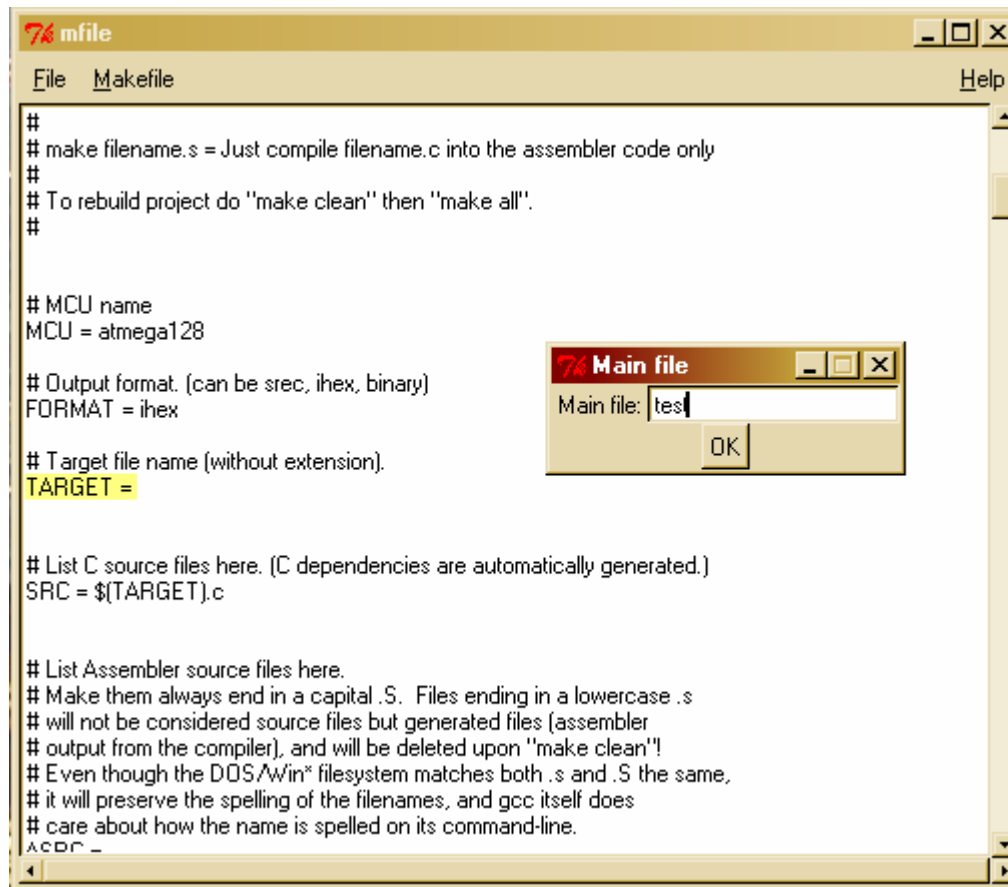 mfile
File Makefile Help
#
# make filename.s = Just compile filename.c into the assembler code only
#
# To rebuild project do "make clean" then "make all".
#
# MCU name
MCU = atmega128
# Output format. (can be srec, ihex, binary)
FORMAT = ihex
# Target file name (without extension).
TARGET =
Main file
Main file: test
OK
# List C source files here. (C dependencies are automatically generated.)
SRC = $(TARGET).c
# List Assembler source files here.
# Make them always end in a capital .S.  Files ending in a lowercase .s
# will not be considered source files but generated files (assembler
# output from the compiler), and will be deleted upon "make clean"!
# Even though the DOS/Win* filesystem matches both .s and .S the same,
# it will preserve the spelling of the filenames, and gcc itself does
# care about how the name is spelled on its command-line.
ASRC =